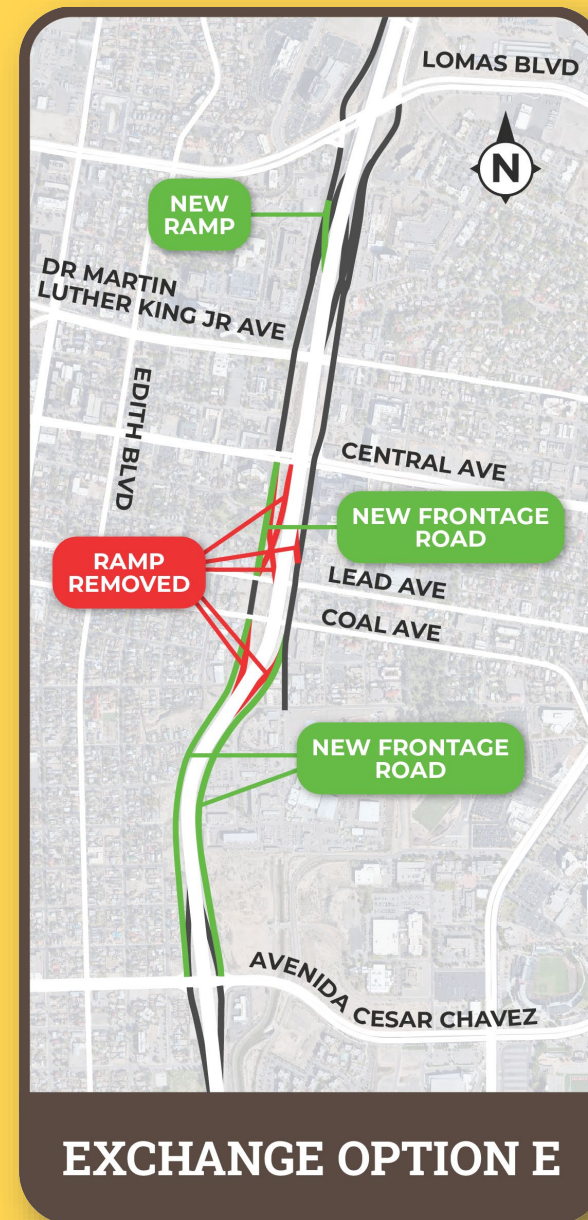 LOMAS BLVD
N
NEW
RAMP
DR MARTIN
LUTHER KING JR AVE
EDITH BLVD
CENTRAL AVE
NEW FRONTAGE
ROAD
RAMP
REMOVED
LEAD AVE
COAL AVE
NEW FRONTAGE
ROAD
AVENIDA CESAR CHAVEZ
EXCHANGE OPTION E